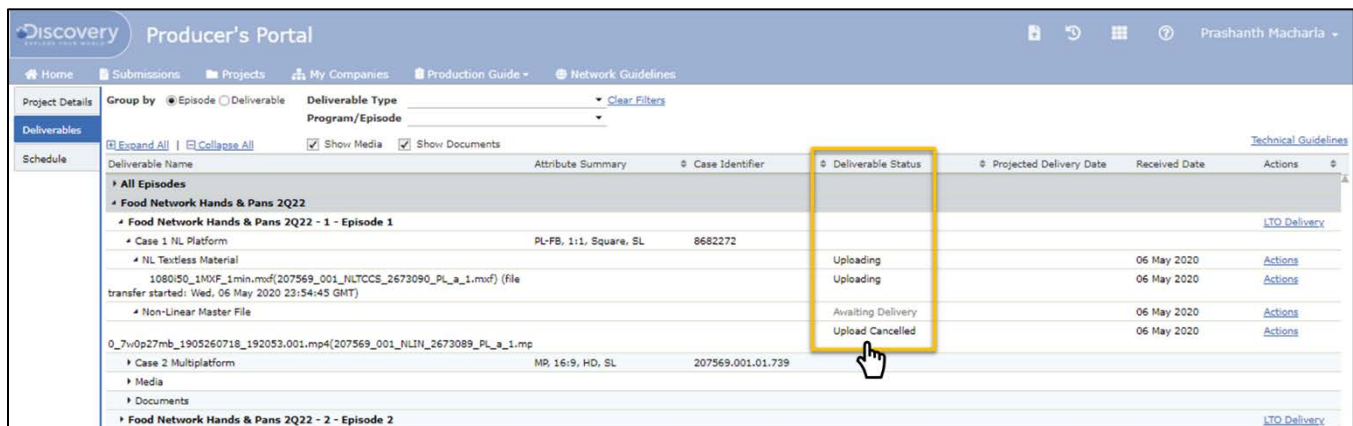 Discovery Producer's Portal Prashanth Macharla
EXPLORE YOUR WORLD
Home Submissions Projects My Companies Production Guide Network Guidelines
Project Details Group by Episode Deliverable Deliverable Type Clear Filters
Program/Episode
Deliverables
Expand All | Collapse All Show Media Show Documents Technical Guidelines
Schedule
Deliverable Name Attribute Summary Case Identifier Deliverable Status Projected Delivery Date Received Date Actions
All Episodes
Food Network Hands & Pans 2Q22
Food Network Hands & Pans 2Q22 - 1 - Episode 1 LTO Delivery
Case 1 NL Platform PL-FB, 1:1, Square, SL 8682272
NL Textless Material Uploading 06 May 2020 Actions
1080i50_1MXF_1min.mxf(207569_001_NLTCCS_2673090_PL_a_1.mxf) (file Uploading 06 May 2020 Actions
transfer started: Wed, 06 May 2020 23:54:45 GMT)
Non-Linear Master File Awaiting Delivery 06 May 2020 Actions
Upload Cancelled 06 May 2020 Actions
0_7w0p27mb_1905260718_192053.001.mp4(207569_001_NLIN_2673089_PL_a_1.mp
Case 2 Multiplatform MP, 16:9, HD, SL 207569.001.01.739
Media
Documents
Food Network Hands & Pans 2Q22 - 2 - Episode 2 LTO Delivery